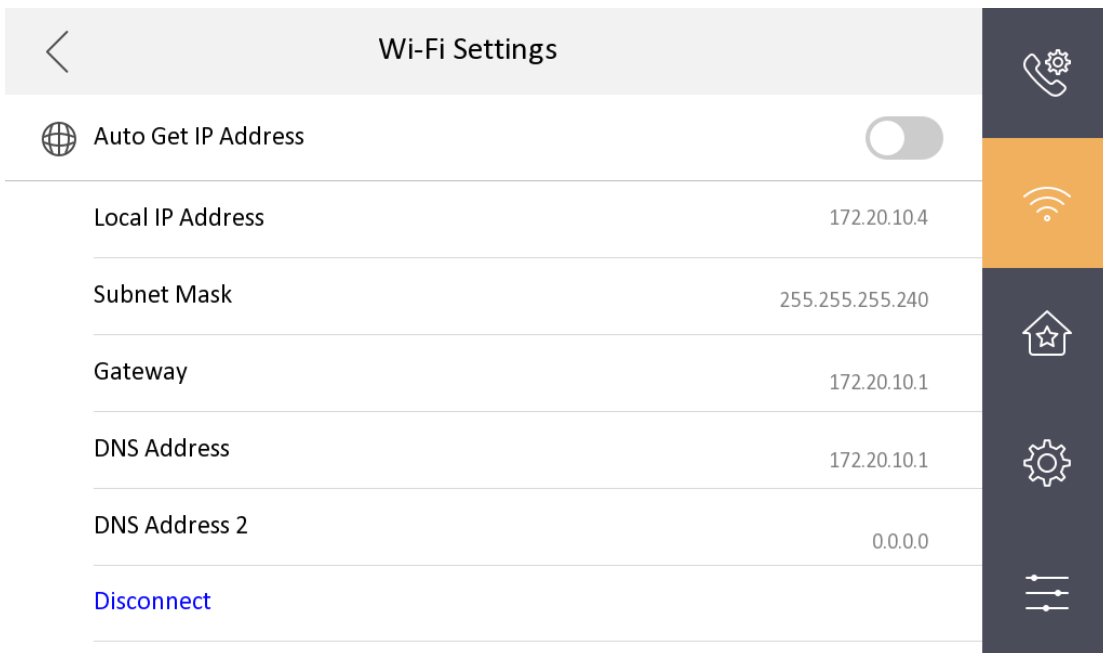 Wi-Fi Settings
Auto Get IP Address
Local IP Address 172.20.10.4
Subnet Mask 255.255.255.240
Gateway 172.20.10.1
DNS Address 172.20.10.1
DNS Address 2 0.0.0.0
Disconnect